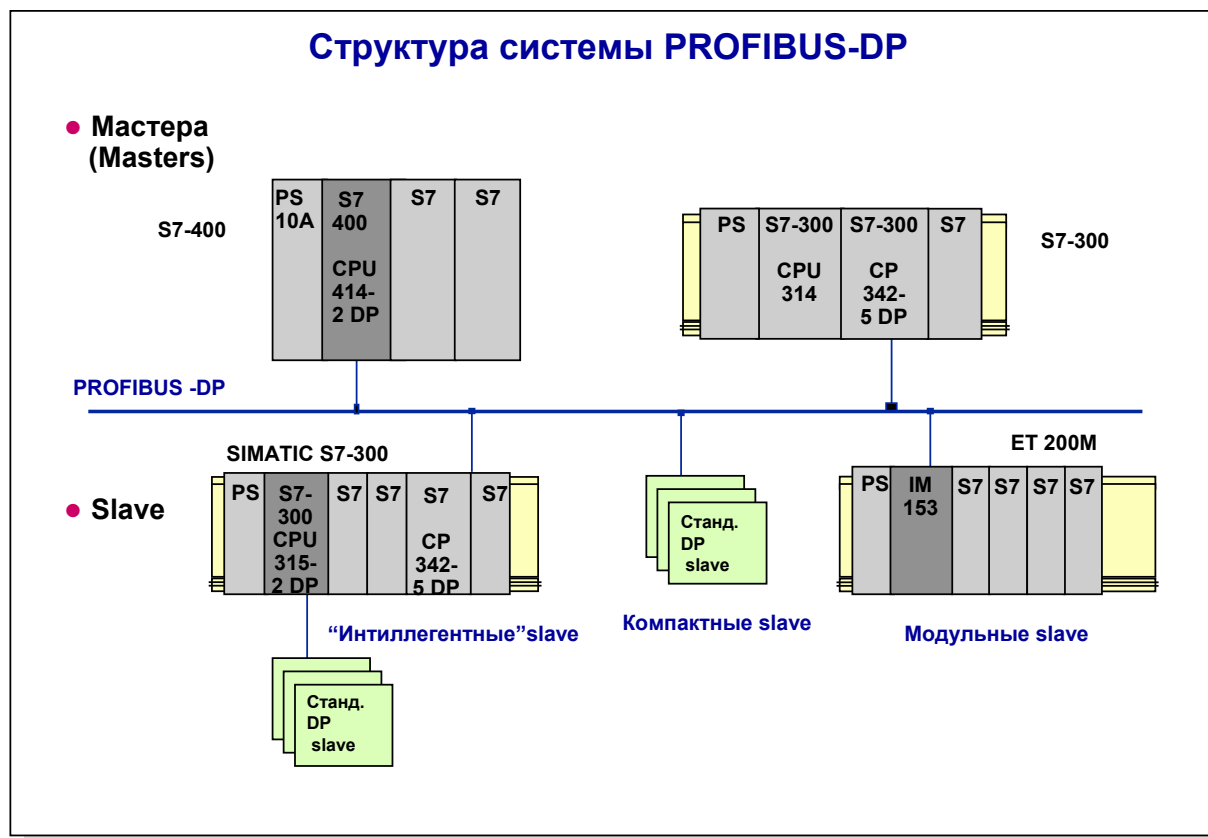 Структура системы PROFIBUS-DP
● Мастера
(Masters)
S7-400
PS
10A
S7
400
CPU
414-
2 DP
S7
S7
PS
S7-300
CPU
314
S7-300
CP
342-
5 DP
S7
S7-300
PROFIBUS -DP
SIMATIC S7-300
ET 200M
● Slave
PS
S7-
300
CPU
315-
2 DP
S7
S7
S7
CP
342-
5 DP
S7
Станд.
DP
slave
PS
IM
153
S7
S7
S7
S7
“Интиллегентные”slave
Компактные slave
Модульные slave
Станд.
DP
slave